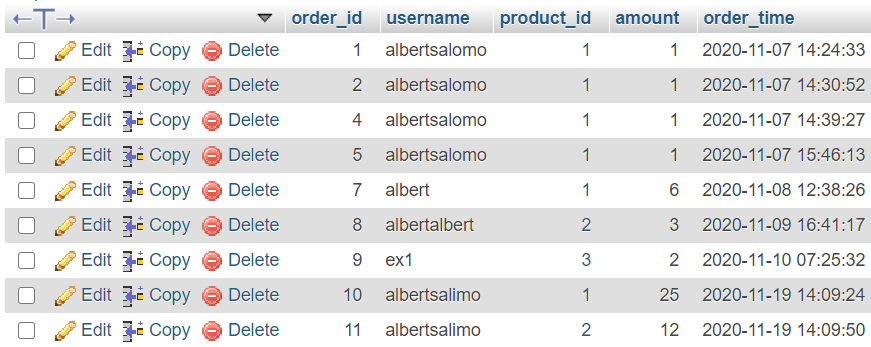 order_id username product_id amount order_time
Edit Copy Delete 1 albertsalomo 1 1 2020-11-07 14:24:33
Edit Copy Delete 2 albertsalomo 1 1 2020-11-07 14:30:52
Edit Copy Delete 4 albertsalomo 1 1 2020-11-07 14:39:27
Edit Copy Delete 5 albertsalomo 1 1 2020-11-07 15:46:13
Edit Copy Delete 7 albert 1 6 2020-11-08 12:38:26
Edit Copy Delete 8 albertalbert 2 3 2020-11-09 16:41:17
Edit Copy Delete 9 ex1 3 2 2020-11-10 07:25:32
Edit Copy Delete 10 albertsalimo 1 25 2020-11-19 14:09:24
Edit Copy Delete 11 albertsalimo 2 12 2020-11-19 14:09:50